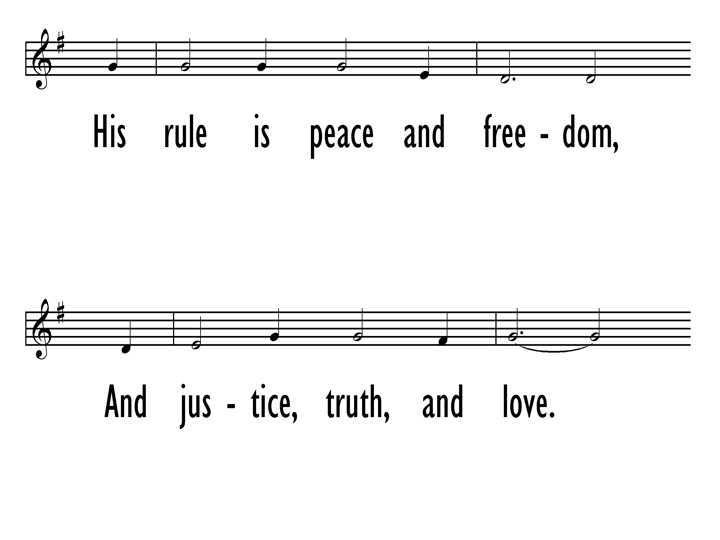 His rule is peace and free - dom,
And jus - tice, truth, and love.